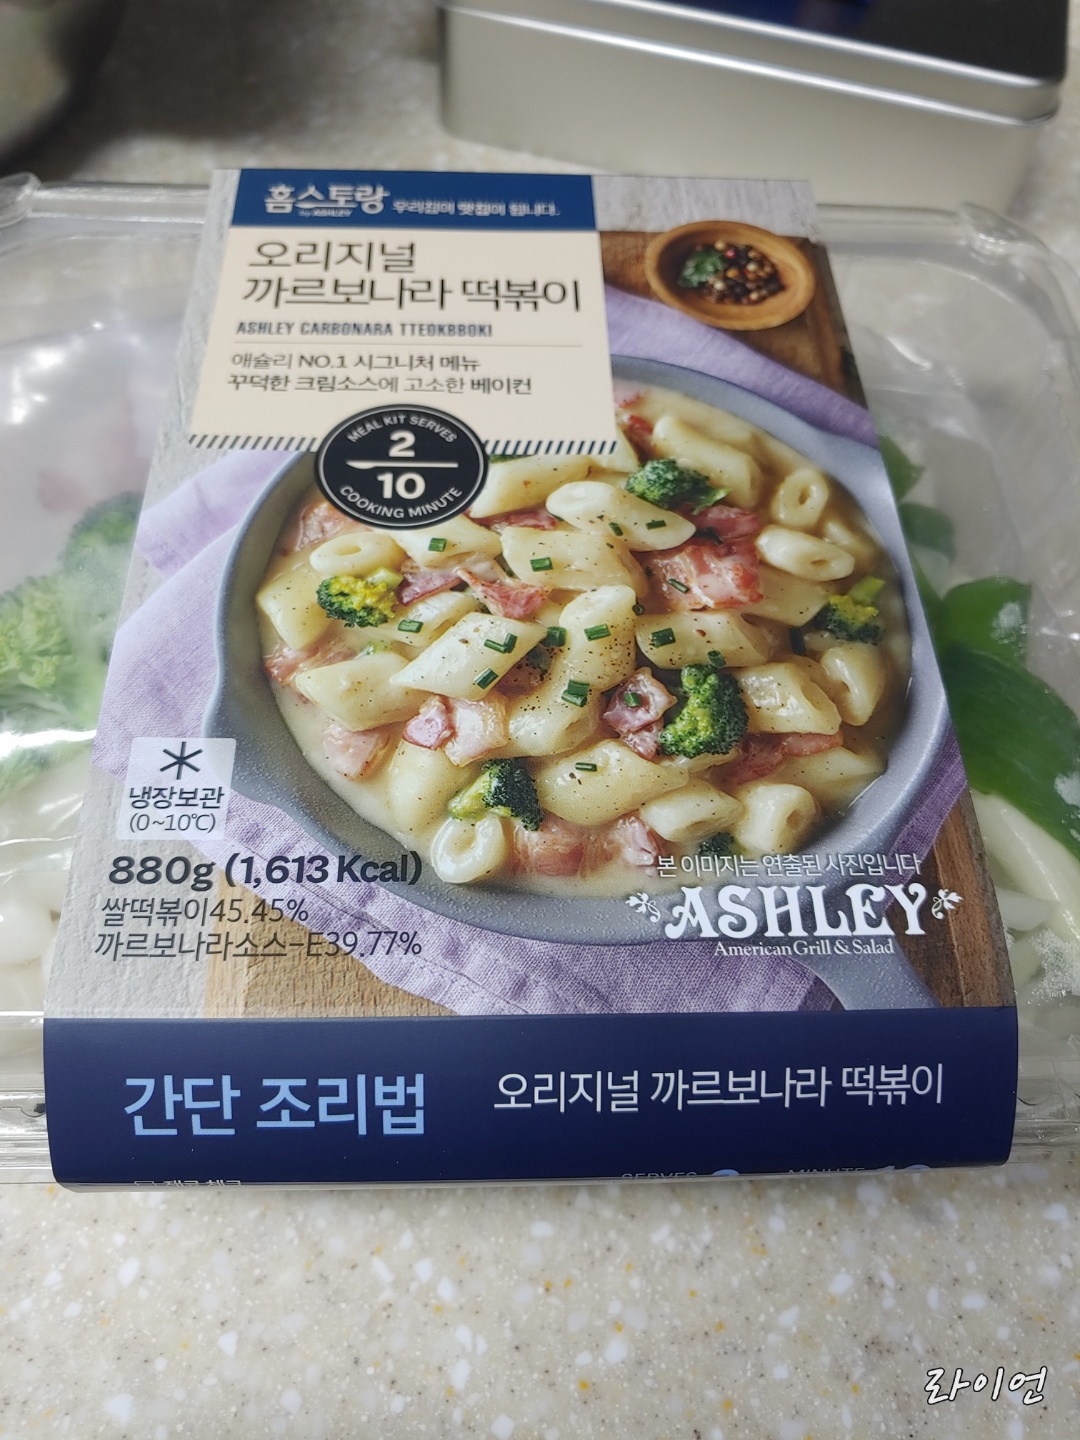 홈스토랑
by ASHLEY
우리집이 맛집이 됩니다.
오리지널
까르보나라 떡볶이
ASHLEY CARBONARA TTEOKBBOKI
애슐리 NO.1 시그니처 메뉴
꾸덕한 크림소스에 고소한 베이컨
MEAL KIT SERVES
2
10
COOKING MINUTE
냉장보관
(0~10℃)
880g (1,613 Kcal)
쌀떡볶이45.45%
까르보나라소스-E39.77%
본 이미지는 연출된 사진입니다
ASHLEY
American Grill & Salad
간단 조리법
오리지널 까르보나라 떡볶이
라이언